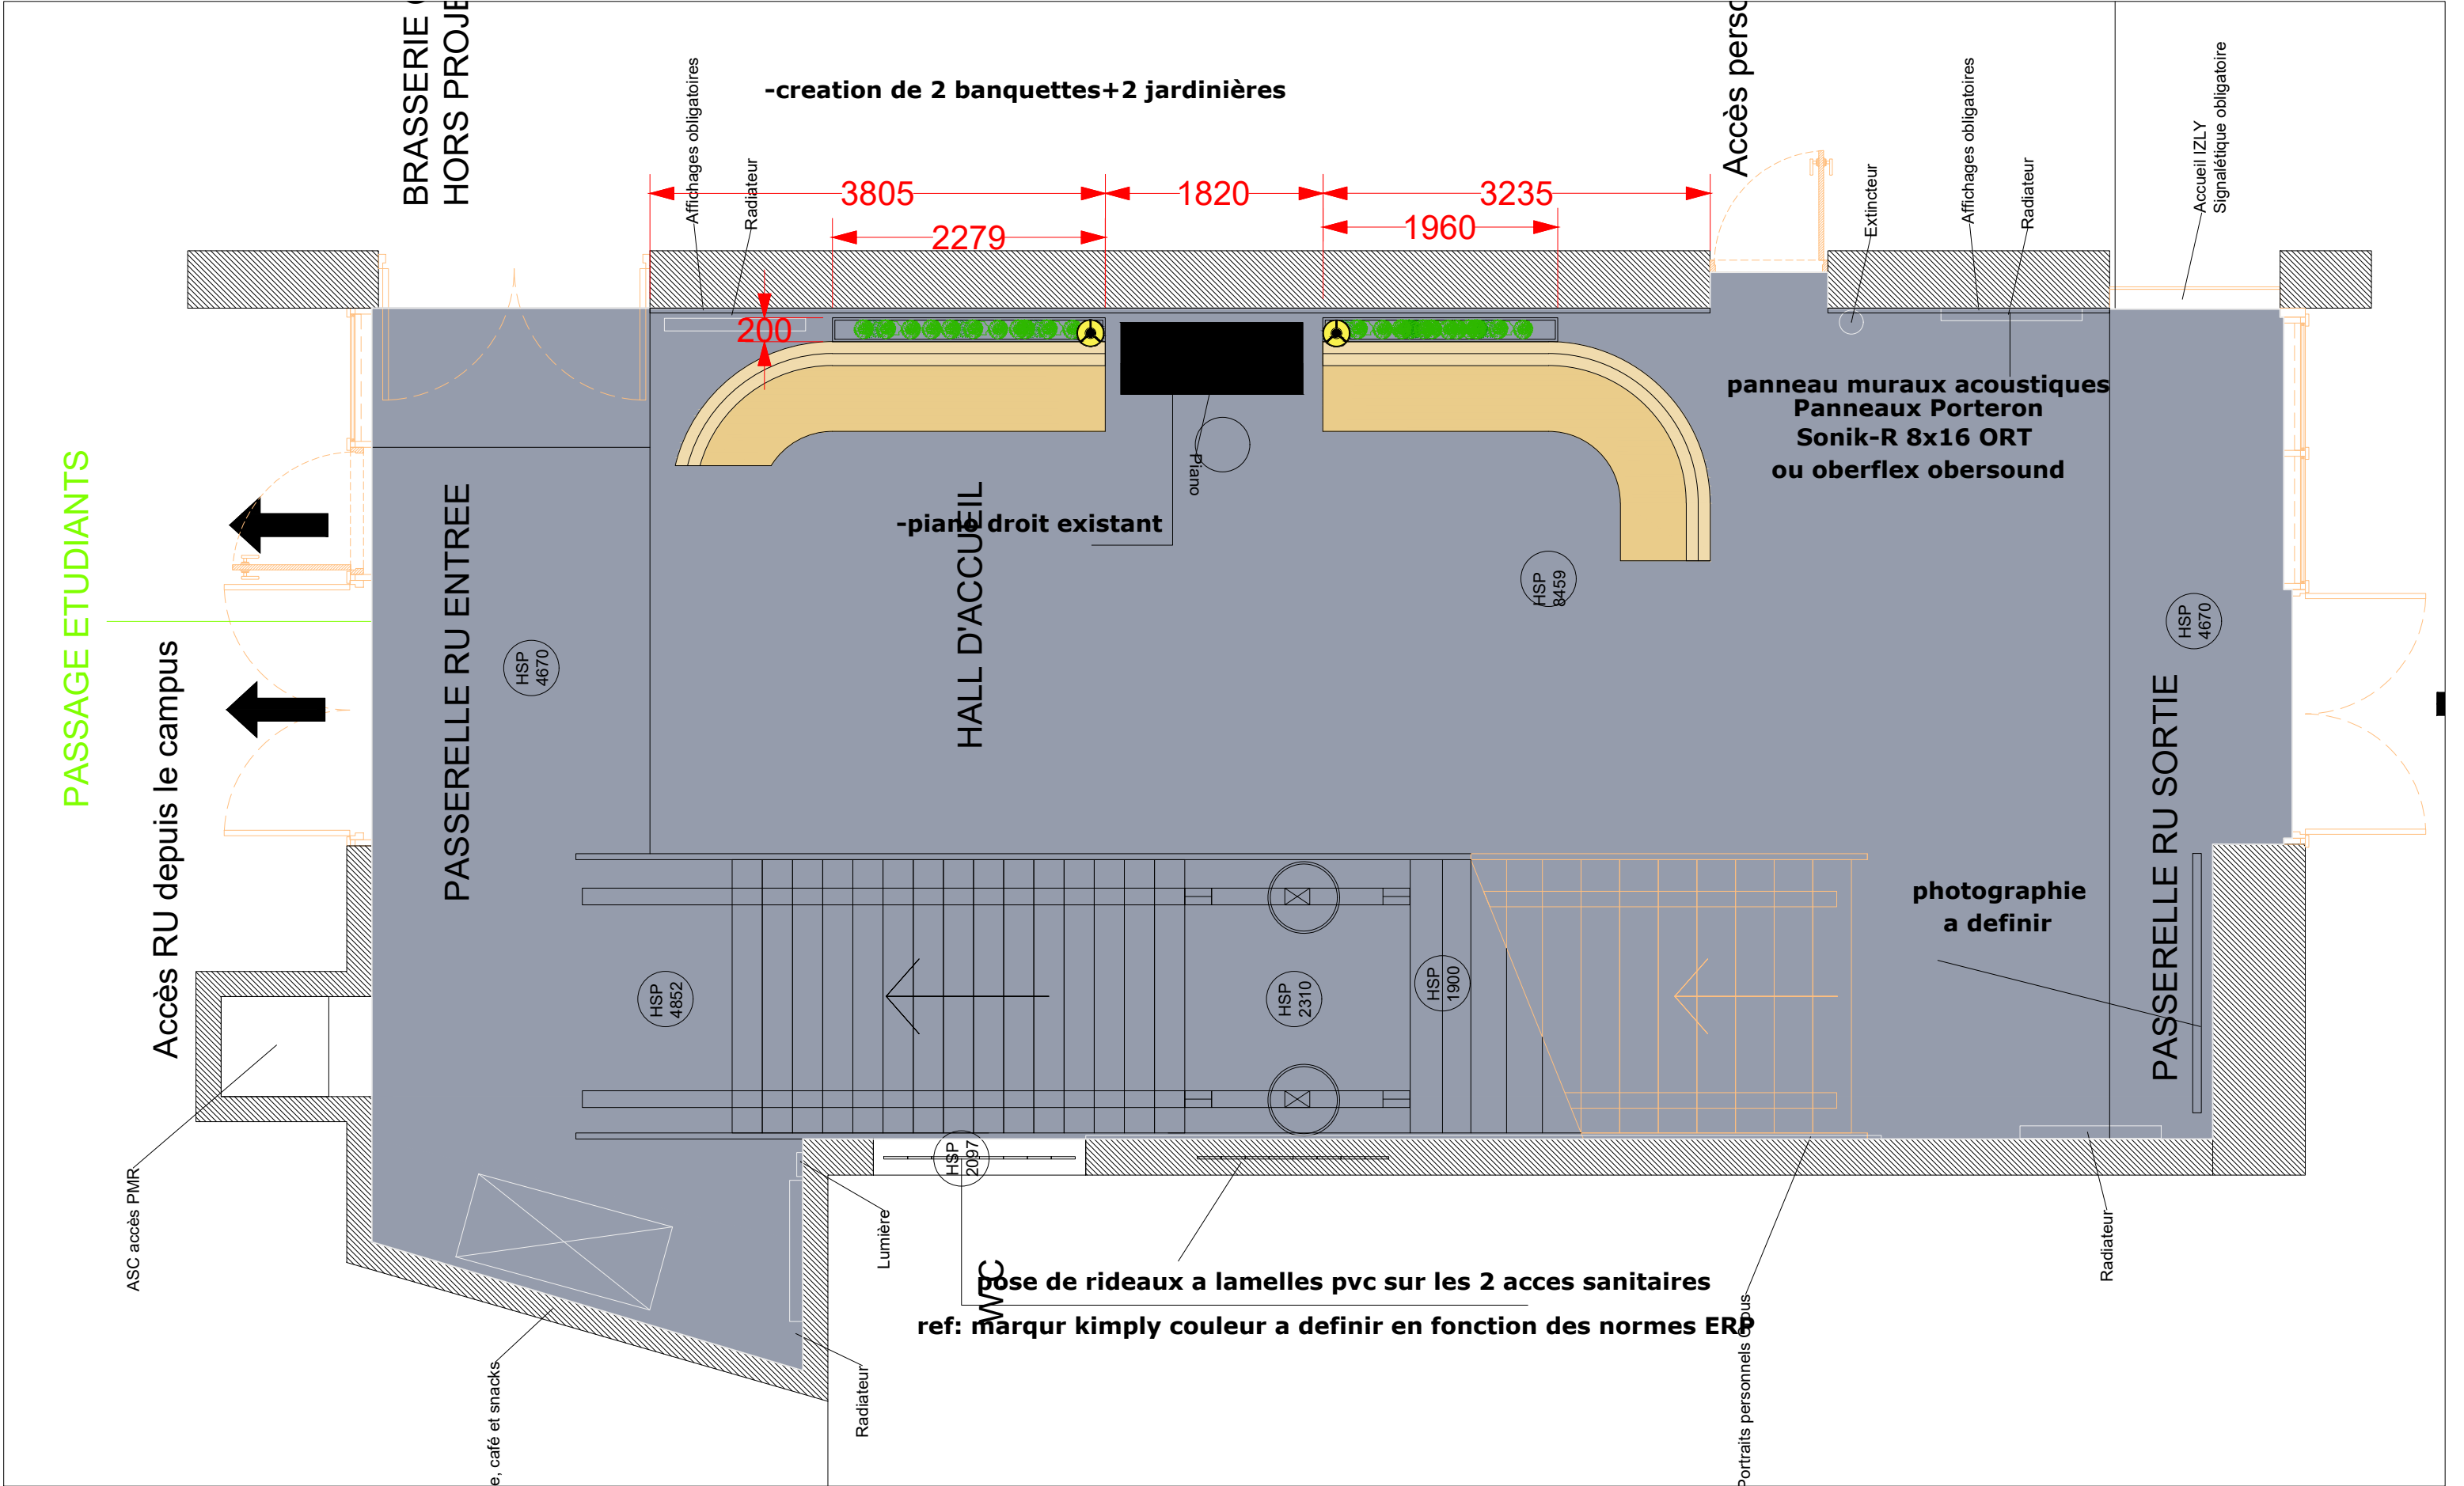 BRASSERIE
HORS PROJE
-creation de 2 banquettes+2 jardinières
Affichages obligatoires
Radiateur
3805
1820
3235
2279
1960
200
Accès perso
Extincteur
Affichages obligatoires
Radiateur
Accueil IZLY
Signalétique obligatoire
panneau muraux acoustiques
Panneaux Porteron
Sonik-R 8x16 ORT
ou oberflex obersound
Piano
-piano droit existant
HALL D'ACCUEIL
PASSAGE ETUDIANTS
Accès RU depuis le campus
PASSERELLE RU ENTREE
HSP
4670
HSP
8459
HSP
4670
PASSERELLE RU SORTIE
photographie
a definir
HSP
4852
HSP
2310
HSP
1900
HSP
2097
ASC accès PMR
Lumière
WC
pose de rideaux a lamelles pvc sur les 2 acces sanitaires
ref: marqur kimply couleur a definir en fonction des normes ERP
Radiateur
Radiateur
e, café et snacks
Portraits personnels